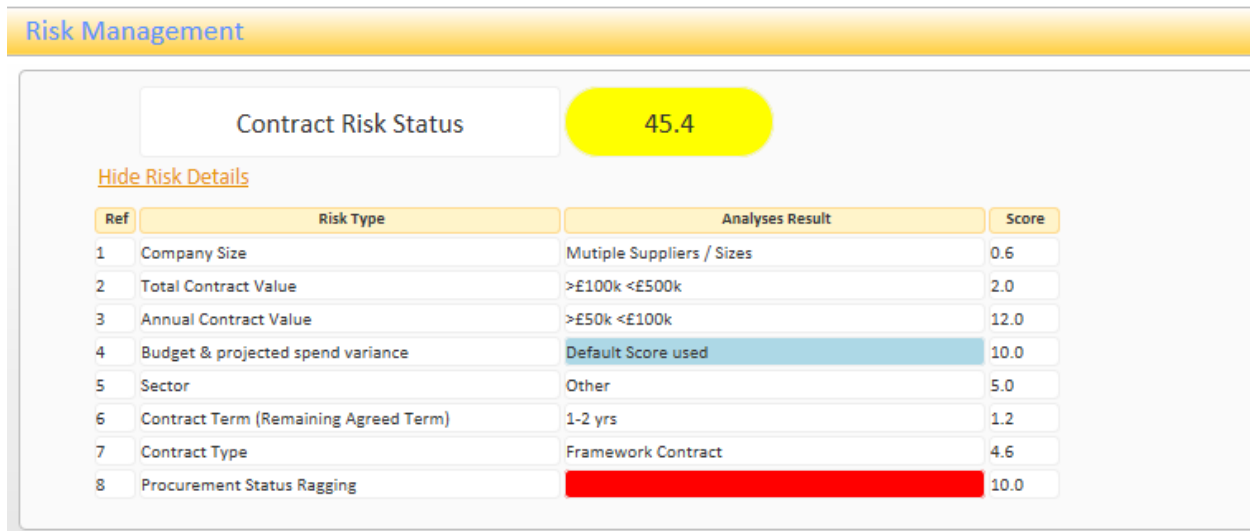 Risk Management
Contract Risk Status 45.4
Hide Risk Details
Ref Risk Type Analyses Result Score
1 Company Size Mutiple Suppliers / Sizes 0.6
2 Total Contract Value >£100k <£500k 2.0
3 Annual Contract Value >£50k <£100k 12.0
4 Budget & projected spend variance Default Score used 10.0
5 Sector Other 5.0
6 Contract Term (Remaining Agreed Term) 1-2 yrs 1.2
7 Contract Type Framework Contract 4.6
8 Procurement Status Ragging 10.0